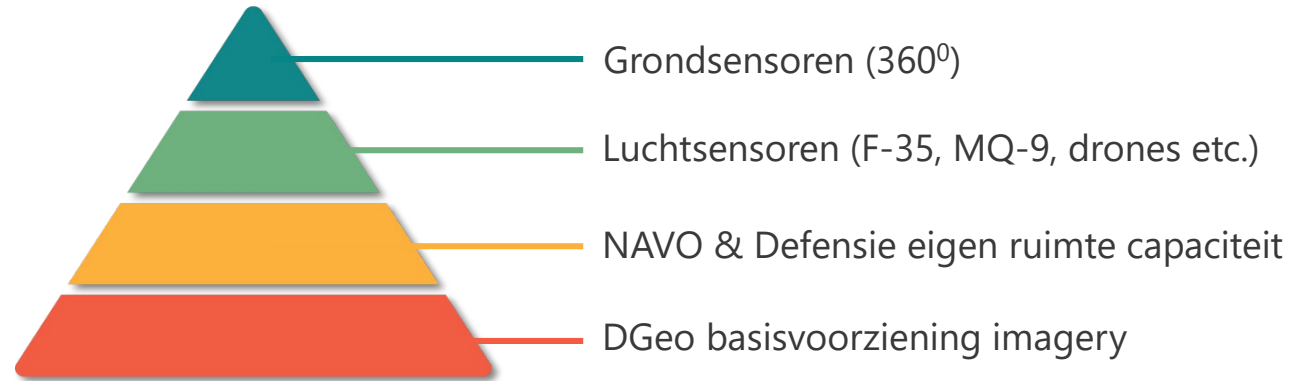 Grondsensoren (360⁰)
Luchtsensoren (F-35, MQ-9, drones etc.)
NAVO & Defensie eigen ruimte capaciteit
DGeo basisvoorziening imagery